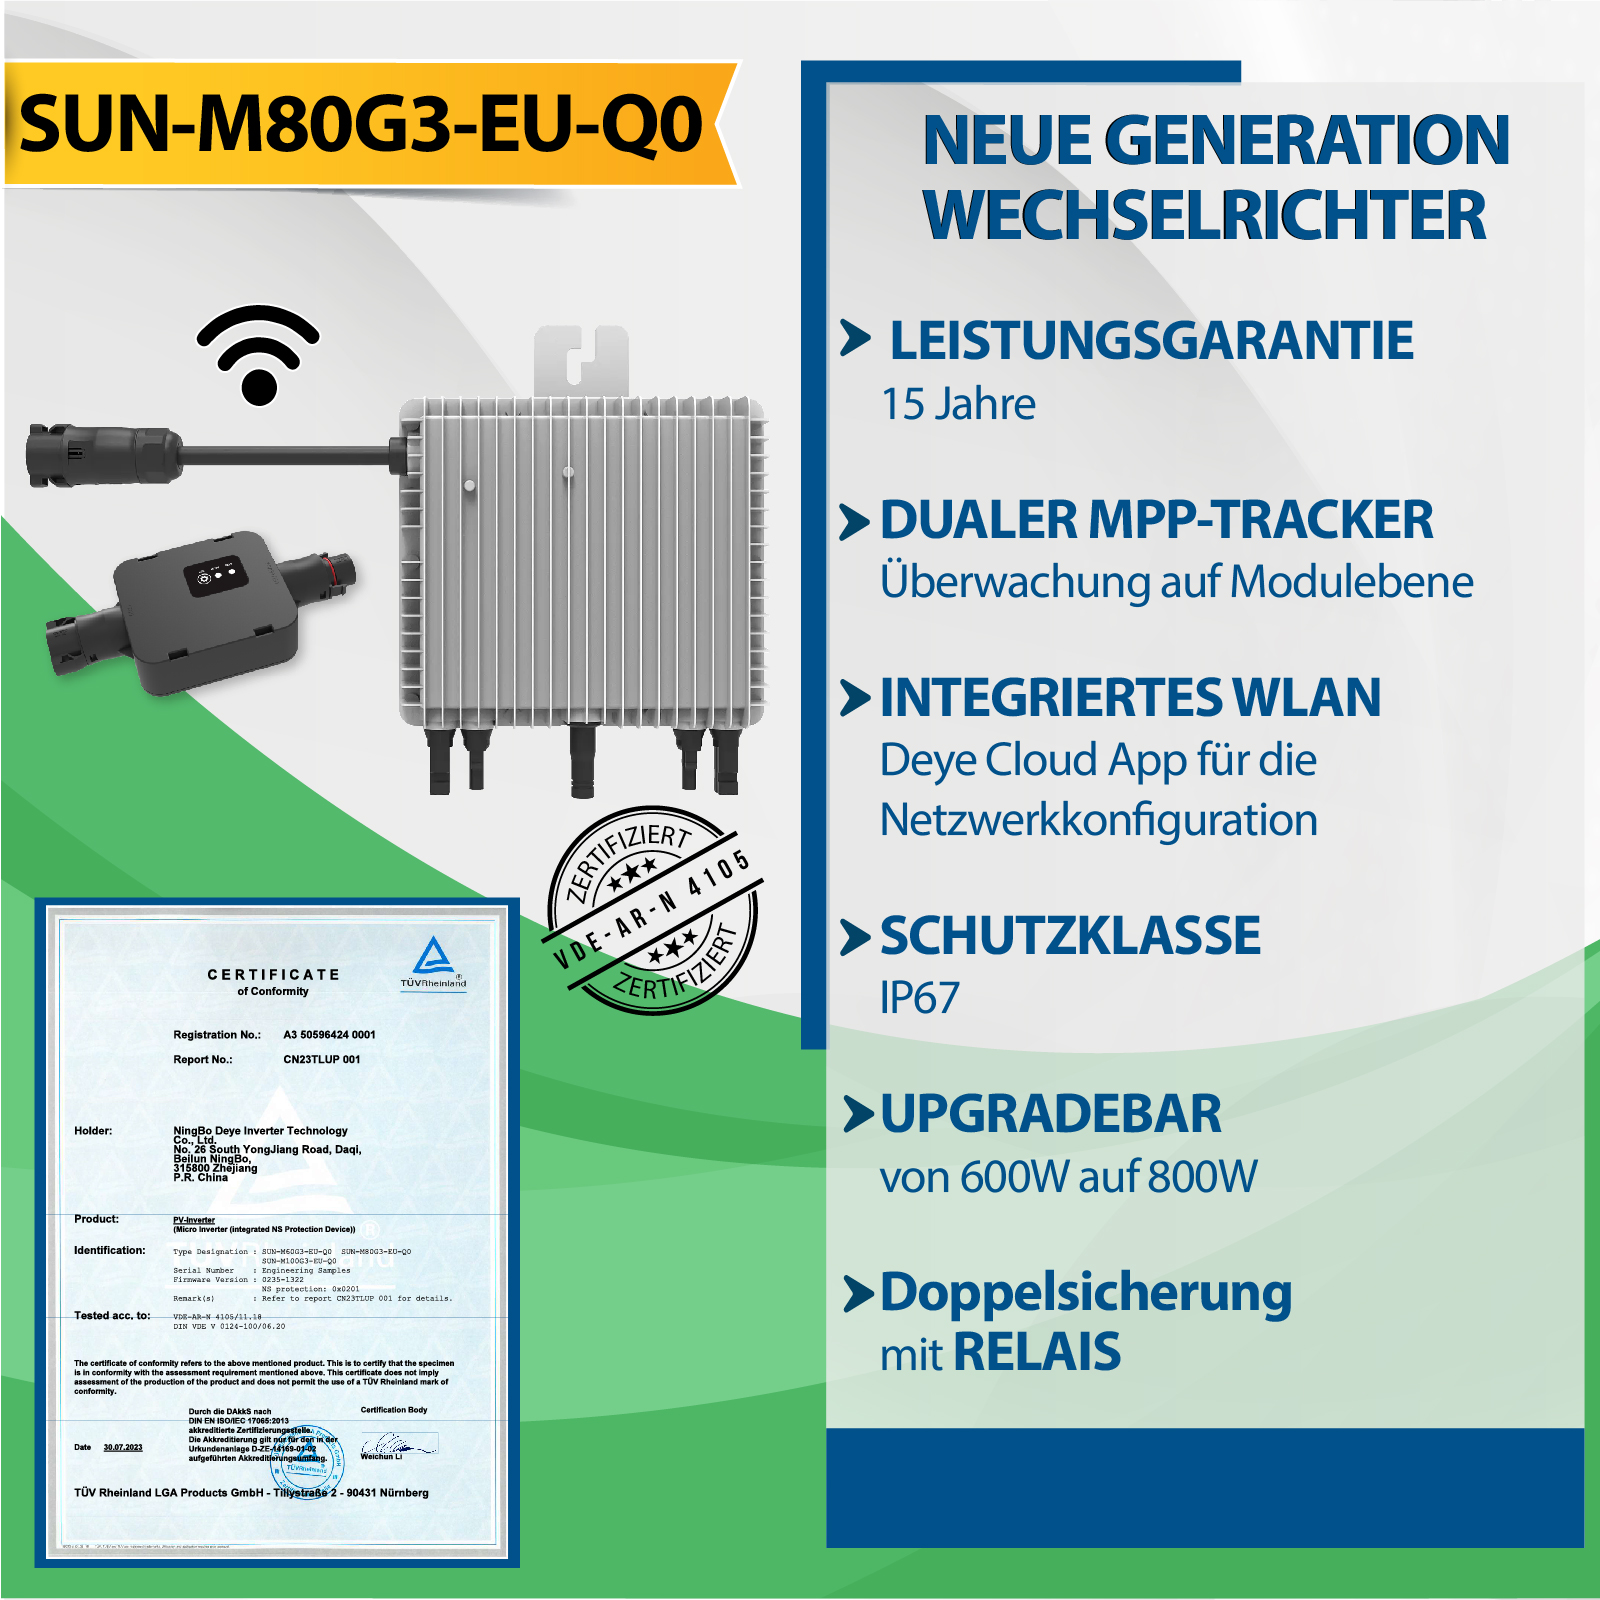 SUN-M80G3-EU-Q0
NEUE GENERATION
WECHSELRICHTER
LEISTUNGSGARANTIE
15 Jahre
DUALER MPP-TRACKER
Überwachung auf Modulebene
INTEGRIERTES WLAN
Deye Cloud App für die
Netzwerkkonfiguration
SCHUTZKLASSE
IP67
UPGRADEBAR
von 600W auf 800W
Doppelsicherung
mit RELAIS
ZERTIFIZIERT
VDE-AR-N 4105
ZERTIFIZIERT
CERTIFICATE
of Conformity
TÜVRheinland®
Registration No.: A3 50596424 0001
Report No.: CN23TLUP 001
Holder: NingBo Deye Inverter Technology
Co., Ltd.
No. 26 South YongJiang Road, Daqi,
Beilun NingBo,
315800 Zhejiang
P.R. China
Product: PV-Inverter
(Micro Inverter (integrated NS Protection Device))
Identification: Type Designation : SUN-M60G3-EU-Q0 SUN-M80G3-EU-Q0
SUN-M100G3-EU-Q0
Serial Number : Engineering Samples
Firmware Version : 0235-1322
NS protection: 0x0201
Remark(s) : Refer to report CN23TLUP 001 for details.
Tested acc. to: VDE-AR-N 4105/11.18
DIN VDE V 0124-100/06.20
The certificate of conformity refers to the above mentioned product. This is to certify that the specimen
is in conformity with the assessment requirement mentioned above. This certificate does not imply
assessment of the production of the product and does not permit the use of a TÜV Rheinland mark of
conformity.
Durch die DAkkS nach
DIN EN ISO/IEC 17065:2013
akkreditierte Zertifizierungsstelle.
Die Akkreditierung gilt nur für den in der
Urkundenanlage D-ZE-14169-01-02
aufgeführten Akkreditierungsumfang.
Certification Body
Date 30.07.2023
Weichun Li
TÜVRheinland
TÜV Rheinland LGA Products GmbH - Tillystraße 2 - 90431 Nürnberg